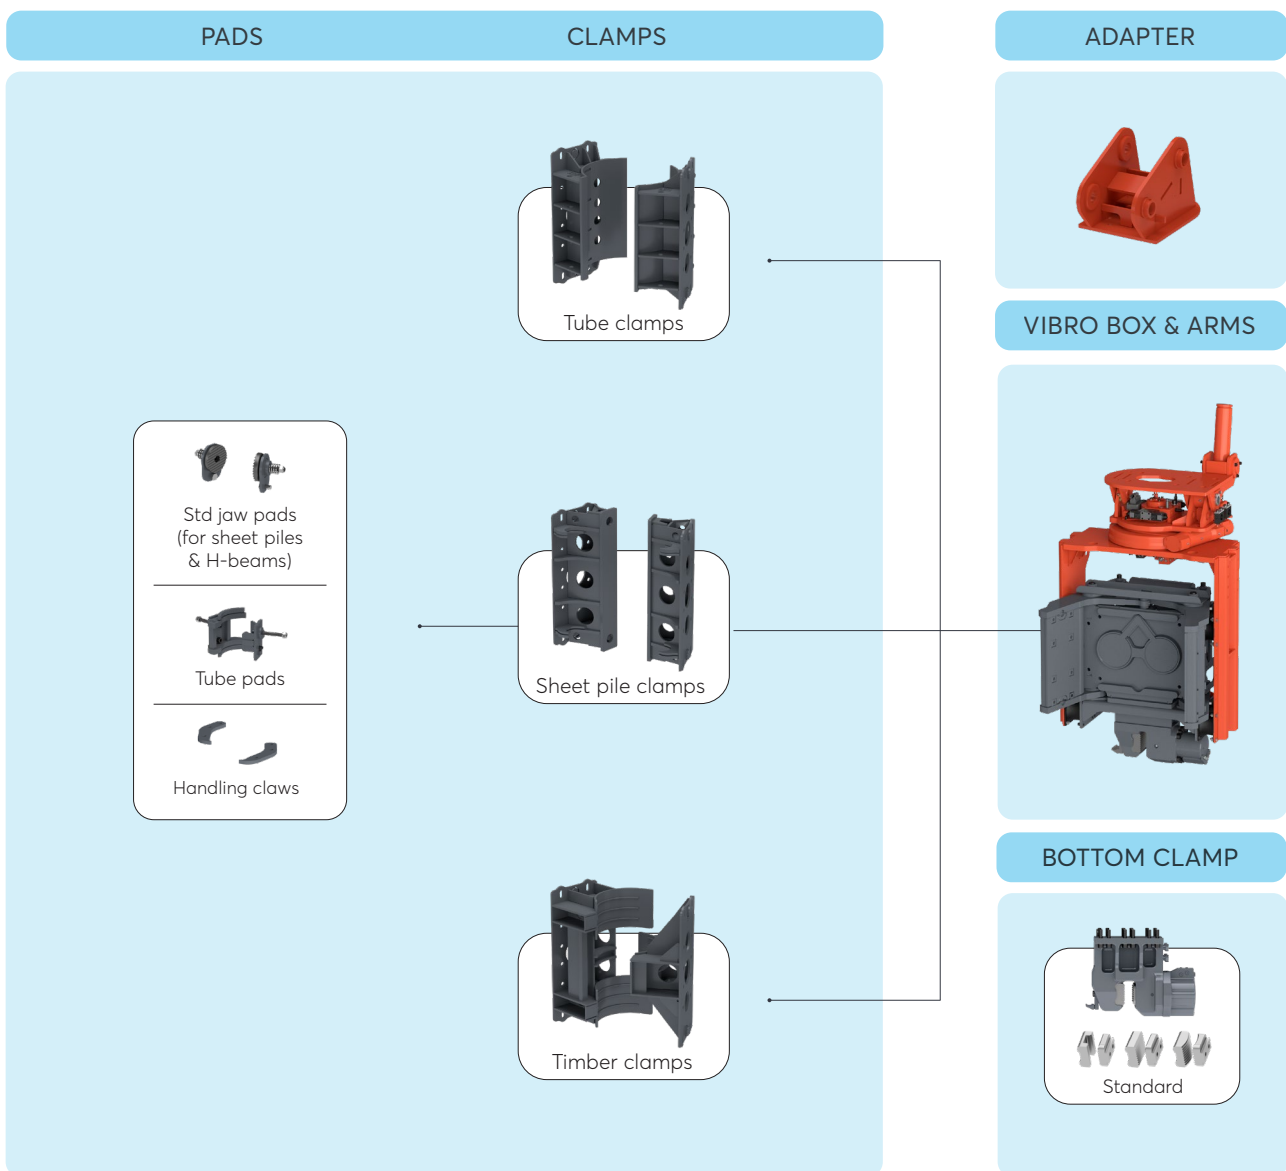 PADS
CLAMPS
ADAPTER
Tube clamps
VIBRO BOX & ARMS
Std jaw pads
(for sheet piles
& H-beams)
Tube pads
Handling claws
Sheet pile clamps
BOTTOM CLAMP
Timber clamps
Standard